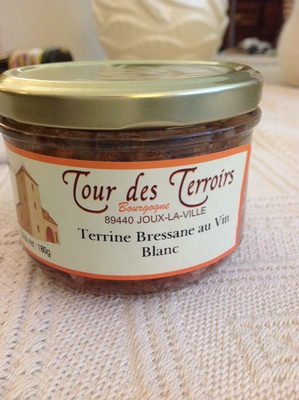 Tour des Terroirs
Bourgogne
89440 JOUX-LA-VILLE
Terrine Bressane au Vin
Blanc
180g